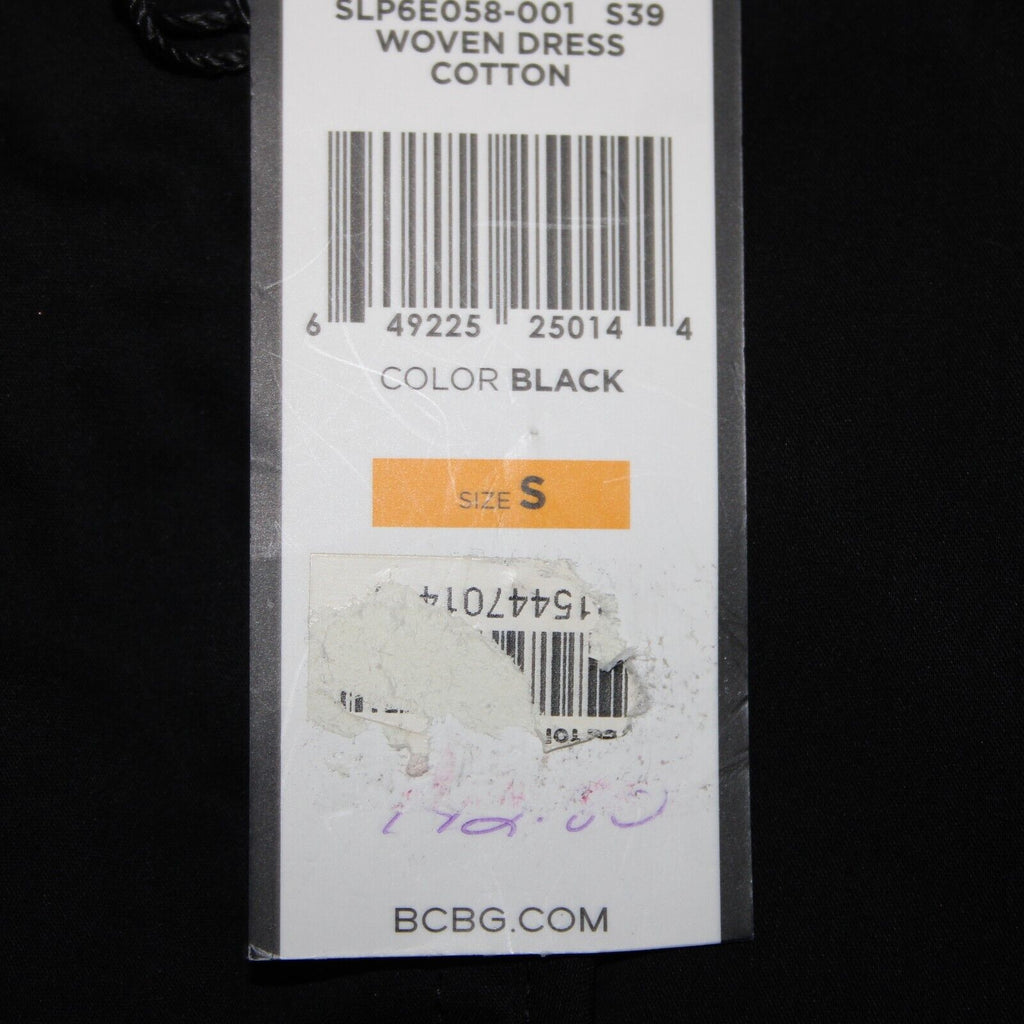 SLP6E058-001 S39
WOVEN DRESS
COTTON
6 49225 25014 4
COLOR BLACK
SIZE S
15447014
BCBG.COM